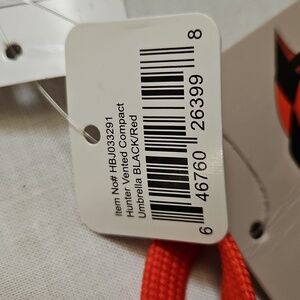 Item No# HBJ033291
Hunter Vented Compact
Umbrella BLACK/Red
6 46760 26399 8